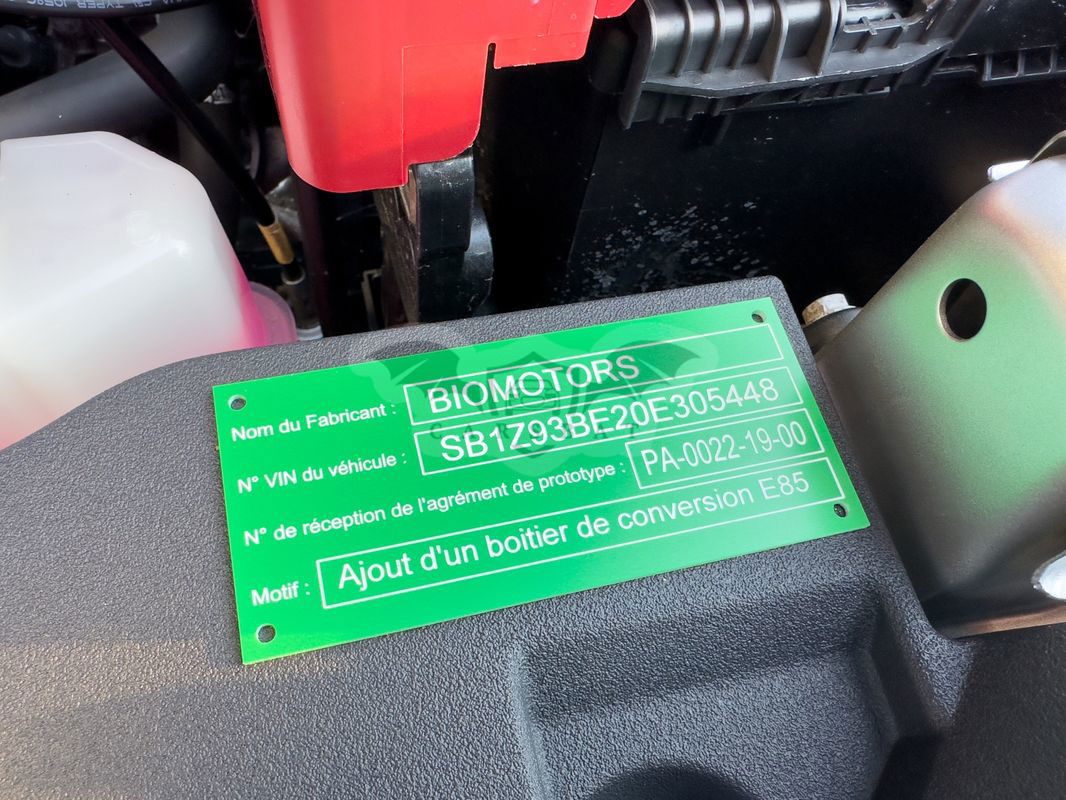 Nom du Fabricant : BIOMOTORS
N° VIN du véhicule : SB1Z93BE20E305448
N° de réception de l'agrément de prototype : PA-0022-19-00
Motif : Ajout d'un boitier de conversion E85